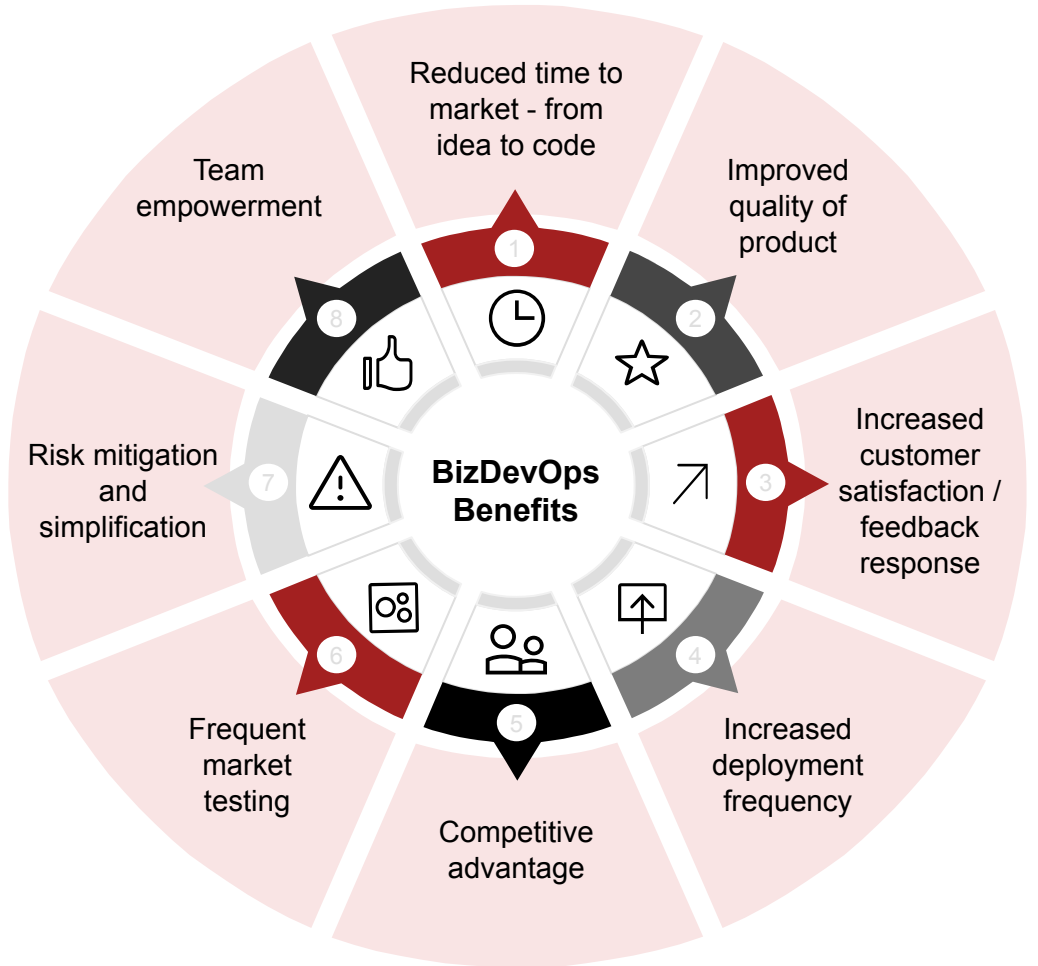 Reduced time to
market - from
idea to code
1
Improved
quality of
product
2
Increased
customer
satisfaction /
feedback
response
3
Increased
deployment
frequency
4
Competitive
advantage
5
Frequent
market
testing
6
Risk mitigation
and
simplification
7
Team
empowerment
8
BizDevOps
Benefits